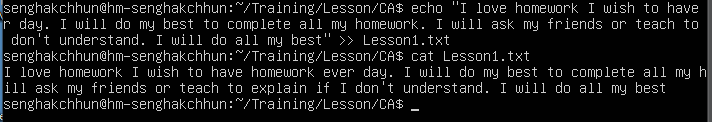 senghakchhun@hm-senghakchhun:~/Training/Lesson/CA$ echo "I love homework I wish to have
r day. I will do my best to complete all my homework. I will ask my friends or teach to
 don't understand. I will do all my best" >> Lesson1.txt
senghakchhun@hm-senghakchhun:~/Training/Lesson/CA$ cat Lesson1.txt
I love homework I wish to have homework ever day. I will do my best to complete all my h
ill ask my friends or teach to explain if I don't understand. I will do all my best
senghakchhun@hm-senghakchhun:~/Training/Lesson/CA$ _